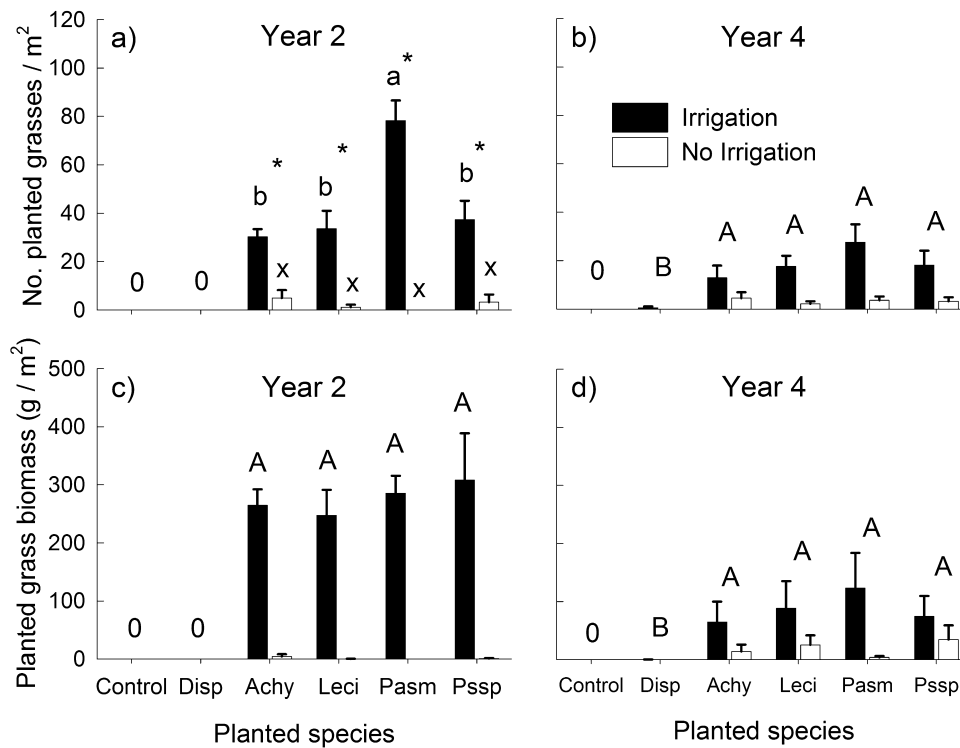 a) Year 2
No. planted grasses / m2
120
100
80
60
40
20
0
0 0 b * x b * x a * x b * x
b) Year 4
Irrigation
No Irrigation
0 B A A A A
c) Year 2
Planted grass biomass (g / m2)
500
400
300
200
100
0
0 0 A A A A
Control Disp Achy Leci Pasm Pssp
Planted species
d) Year 4
0 B A A A A
Control Disp Achy Leci Pasm Pssp
Planted species